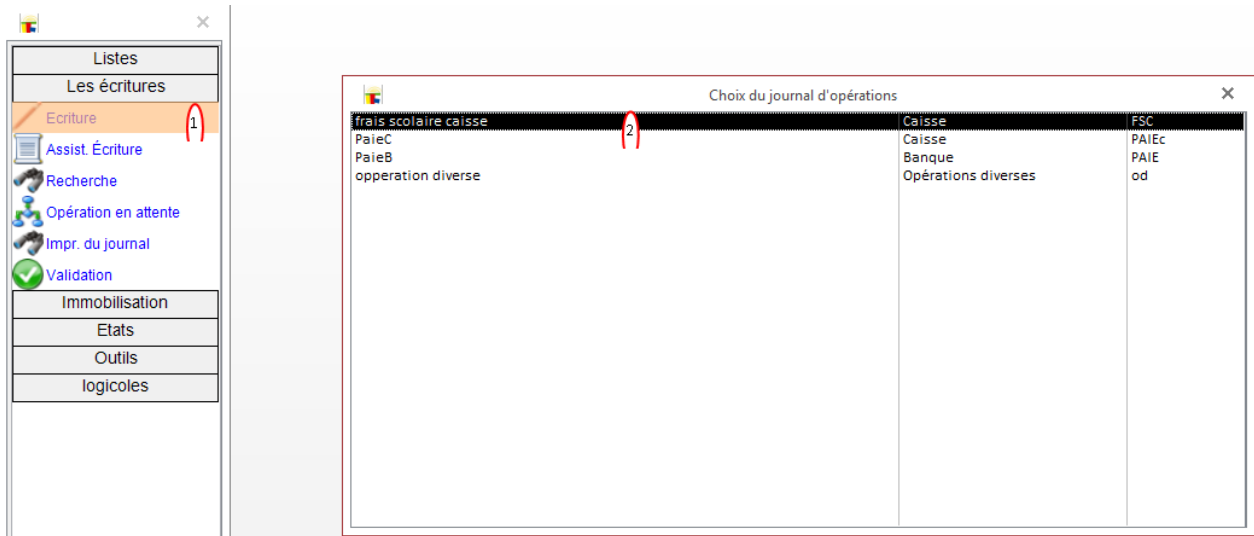 Listes
Les écritures
Ecriture
1
Assist. Écriture
Recherche
Opération en attente
Impr. du journal
Validation
Immobilisation
Etats
Outils
logicoles
Choix du journal d'opérations
frais scolaire caisse 2 Caisse FSC
PaieC Caisse PAIEc
PaieB Banque PAIE
opperation diverse Opérations diverses od